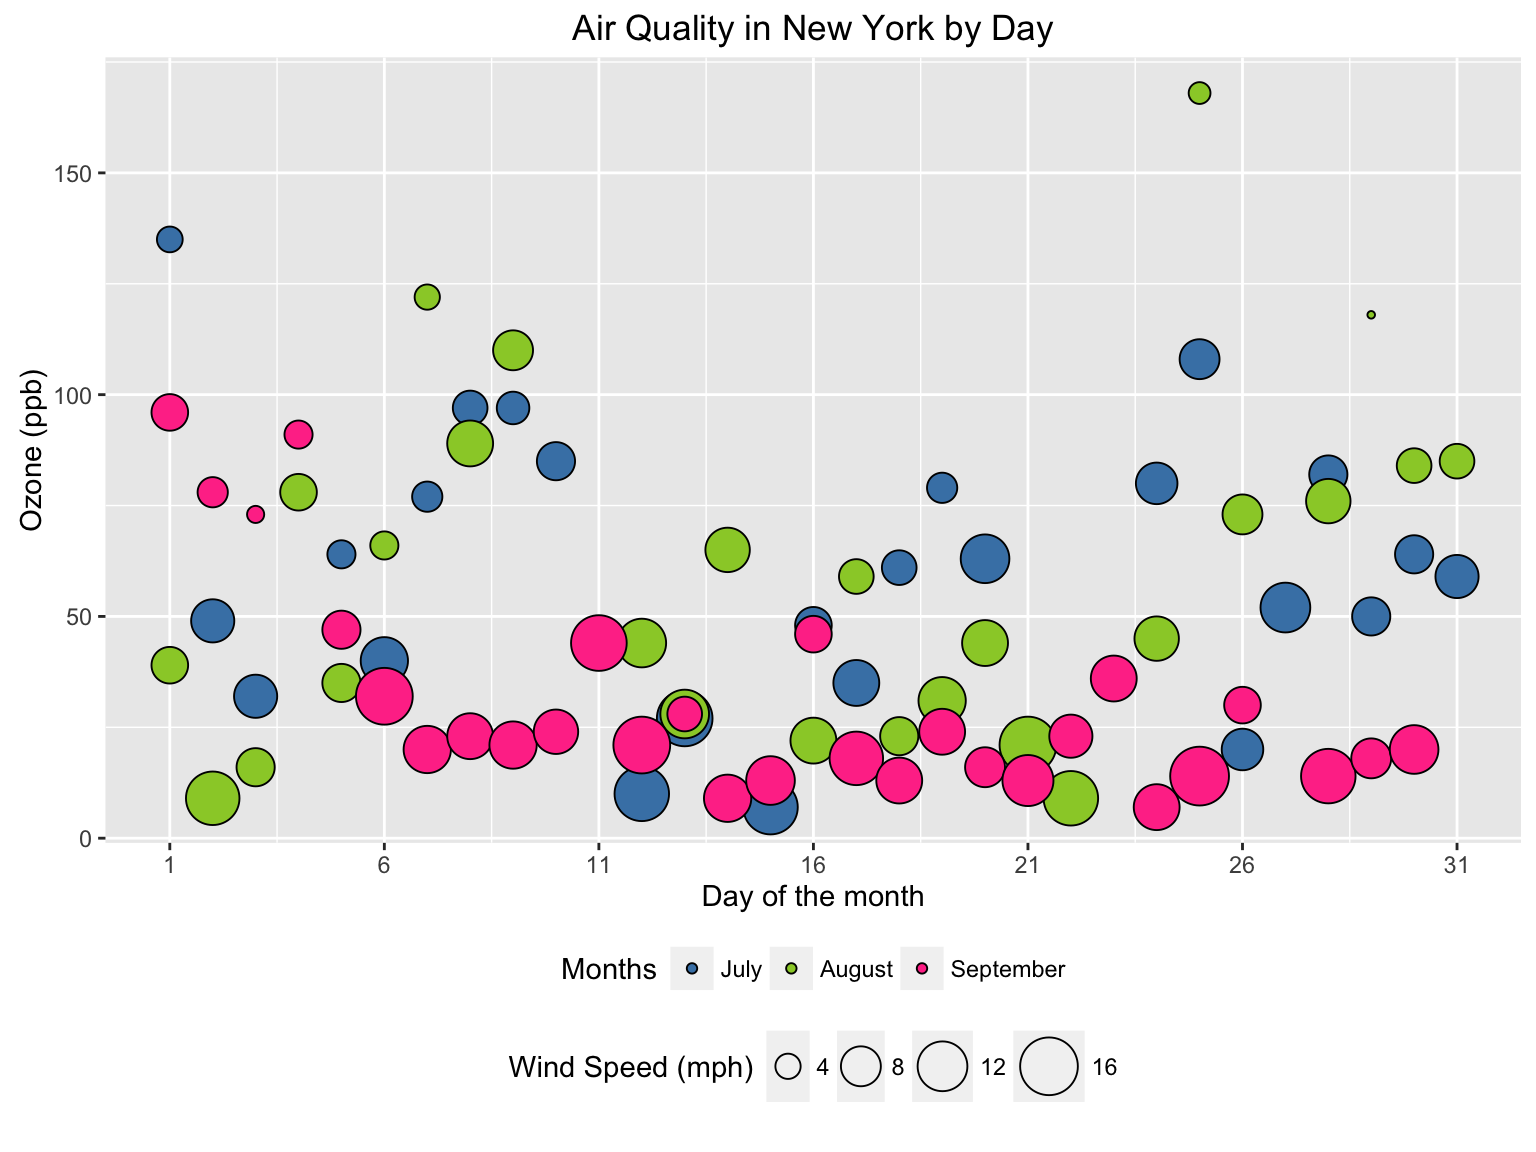 Air Quality in New York by Day
Ozone (ppb)
150
100
50
0
1 6 11 16 21 26 31
Day of the month
Months July August September
Wind Speed (mph) 4 8 12 16